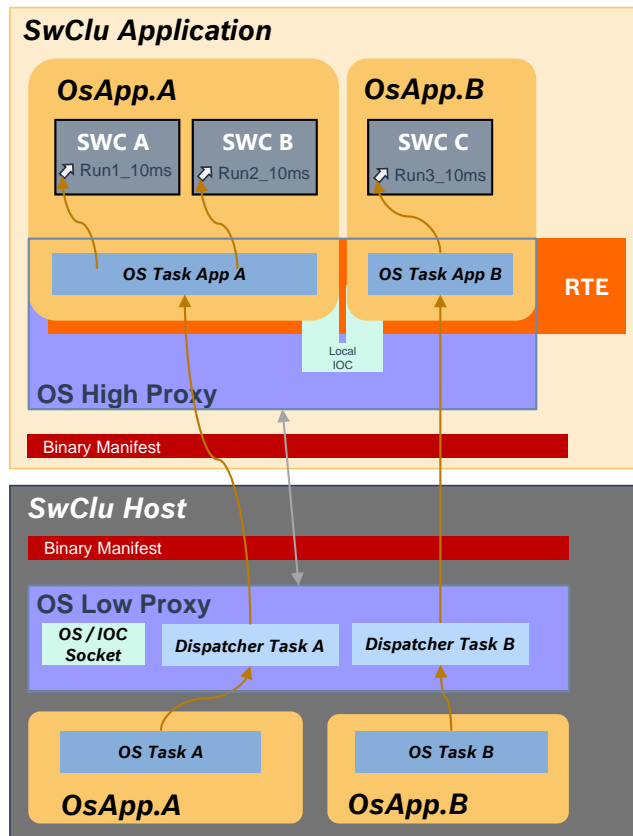 SwClu Application
OsApp.A
OsApp.B
SWC A
SWC B
SWC C
Run1_10ms
Run2_10ms
Run3_10ms
OS Task App A
OS Task App B
RTE
Local
IOC
OS High Proxy
Binary Manifest
SwClu Host
Binary Manifest
OS Low Proxy
OS / IOC
Socket
Dispatcher Task A
Dispatcher Task B
OS Task A
OS Task B
OsApp.A
OsApp.B